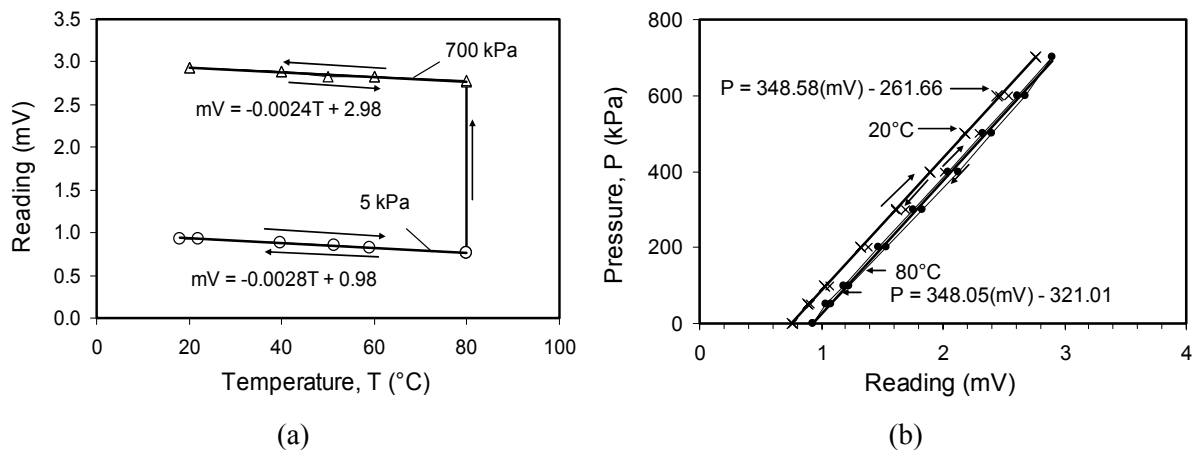 3.5
3.0
2.5
2.0
1.5
1.0
0.5
0.0
Reading (mV)
700 kPa
mV = -0.0024T + 2.98
5 kPa
mV = -0.0028T + 0.98
0 20 40 60 80 100
Temperature, T (°C)
(a)
800
600
400
200
0
Pressure, P (kPa)
P = 348.58(mV) - 261.66
20°C
80°C
P = 348.05(mV) - 321.01
0 1 2 3 4
Reading (mV)
(b)